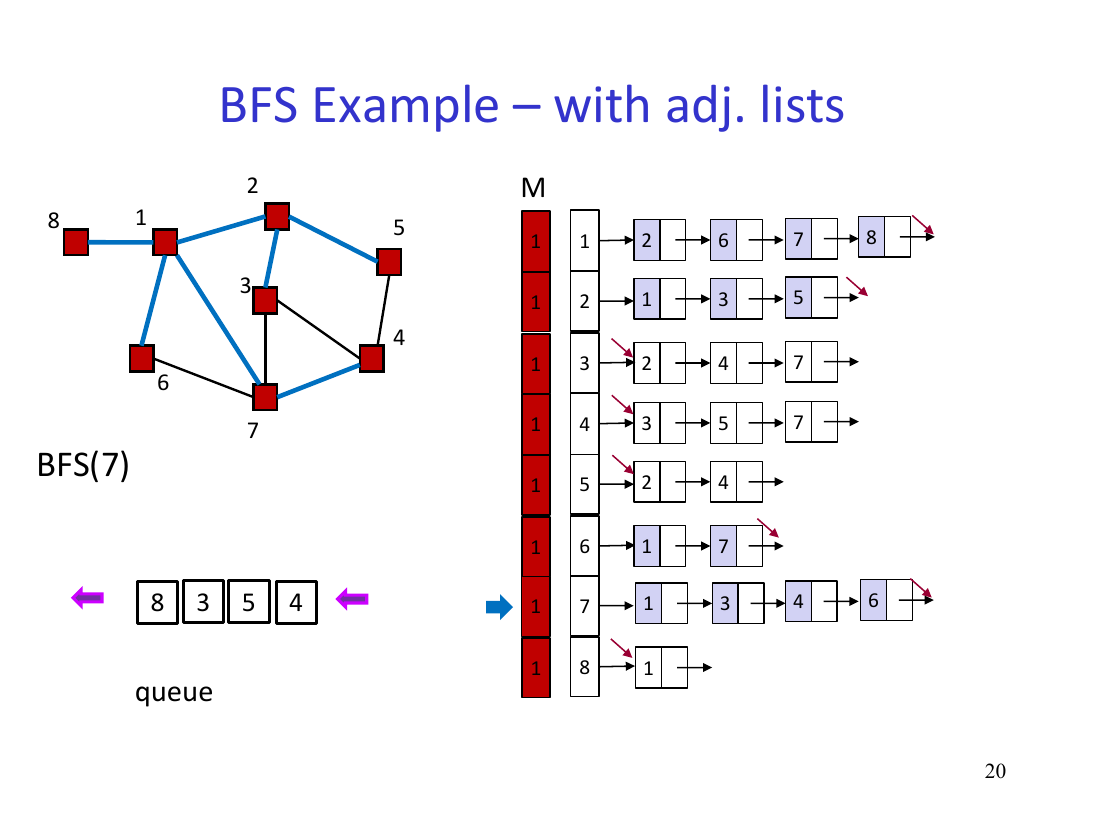 BFS Example – with adj. lists
M
2
8
1
5
3
4
6
7
1 1 2 6 7 8
1 2 1 3 5
1 3 2 4 7
1 4 3 5 7
1 5 2 4
1 6 1 7
1 7 1 3 4 6
1 8 1
BFS(7)
8 3 5 4
queue
20